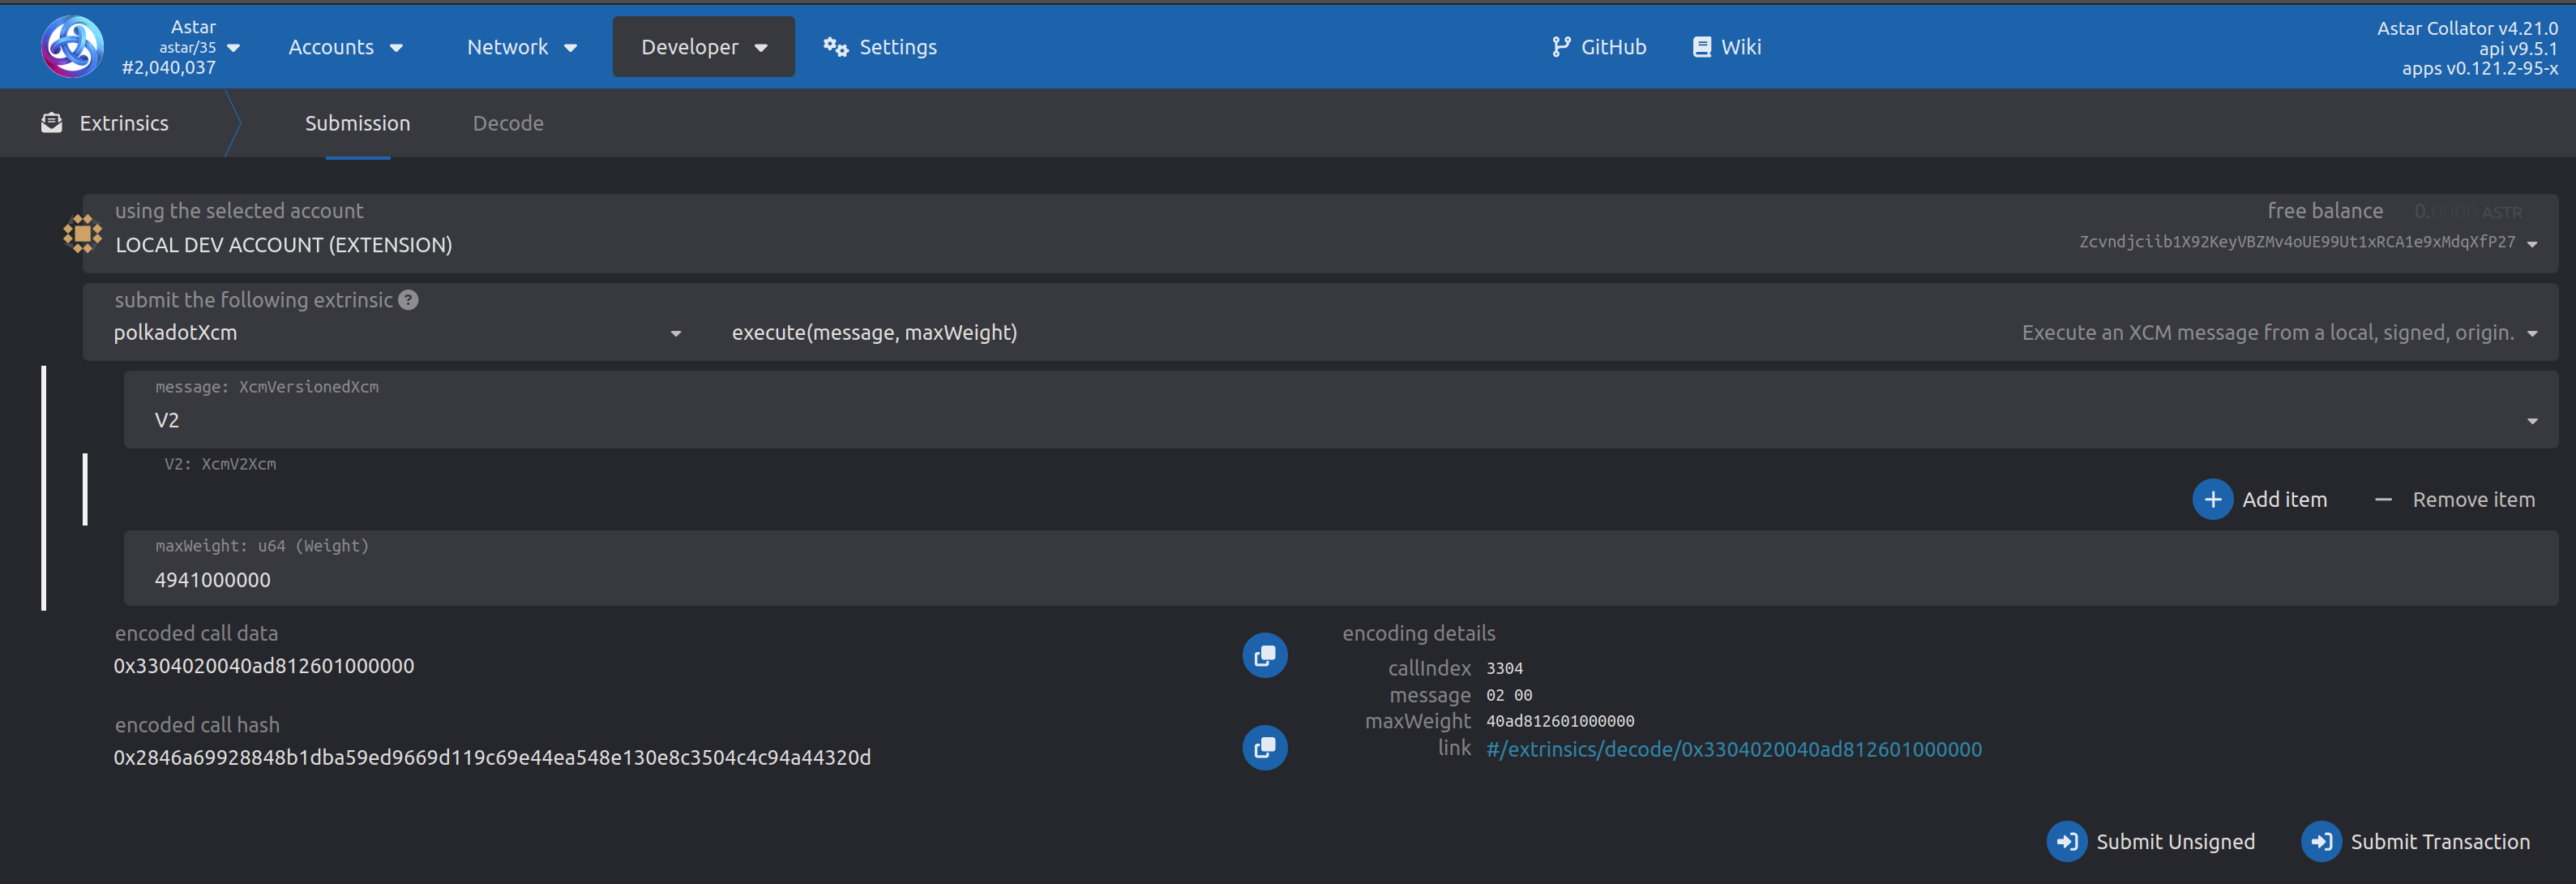 Astar
astar/35
#2,040,037
Accounts
Network
Developer
Settings
GitHub
Wiki
Astar Collator v4.21.0
api v9.5.1
apps v0.121.2-95-x
Extrinsics
Submission
Decode
using the selected account
LOCAL DEV ACCOUNT (EXTENSION)
free balance 0.0000 ASTR
Zcvndjciib1X92KeyVBZMv4oUE99Ut1xRCA1e9xMdqXfP27
submit the following extrinsic ?
polkadotXcm
execute(message, maxWeight)
Execute an XCM message from a local, signed, origin.
message: XcmVersionedXcm
V2
V2: XcmV2Xcm
Add item
Remove item
maxWeight: u64 (Weight)
4941000000
encoded call data
0x3304020040ad812601000000
encoded call hash
0x2846a69928848b1dba59ed9669d119c69e44ea548e130e8c3504c4c94a44320d
encoding details
callIndex 3304
message 02 00
maxWeight 40ad812601000000
link #/extrinsics/decode/0x3304020040ad812601000000
Submit Unsigned
Submit Transaction